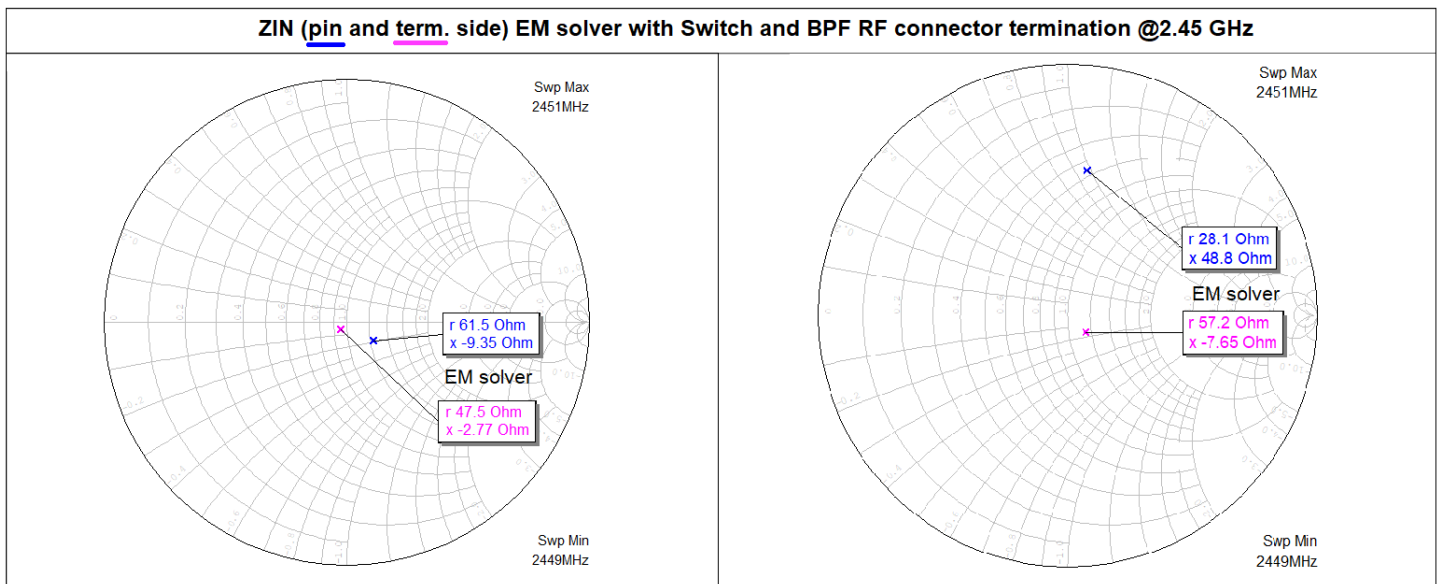 ZIN (pin and term. side) EM solver with Switch and BPF RF connector termination @2.45 GHz
Swp Max
2451MHz
r 61.5 Ohm
x -9.35 Ohm
EM solver
r 47.5 Ohm
x -2.77 Ohm
Swp Min
2449MHz
Swp Max
2451MHz
r 28.1 Ohm
x 48.8 Ohm
EM solver
r 57.2 Ohm
x -7.65 Ohm
Swp Min
2449MHz